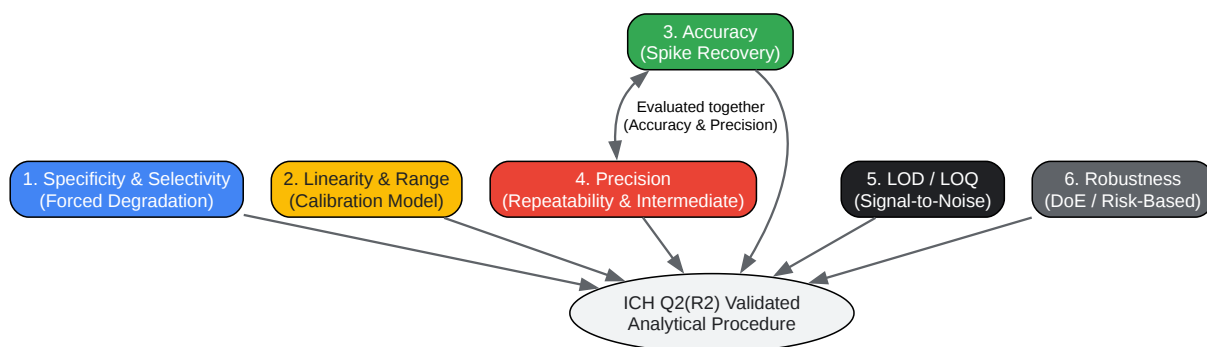 3. Accuracy
(Spike Recovery)
Evaluated together
(Accuracy & Precision)
1. Specificity & Selectivity
(Forced Degradation)
2. Linearity & Range
(Calibration Model)
4. Precision
(Repeatability & Intermediate)
5. LOD / LOQ
(Signal-to-Noise)
6. Robustness
(DoE / Risk-Based)
ICH Q2(R2) Validated
Analytical Procedure